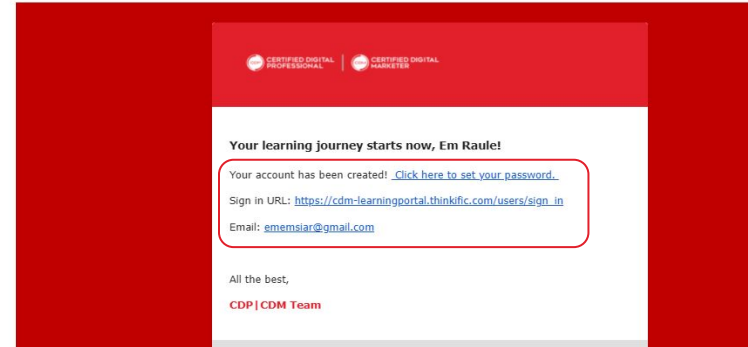 CERTIFIED DIGITAL
PROFESSIONAL
CERTIFIED DIGITAL
MARKETER
Your learning journey starts now, Em Raule!
Your account has been created! Click here to set your password.
Sign in URL: https://cdm-learningportal.thinkific.com/users/sign_in
Email: ememsiar@gmail.com
All the best,
CDP|CDM Team